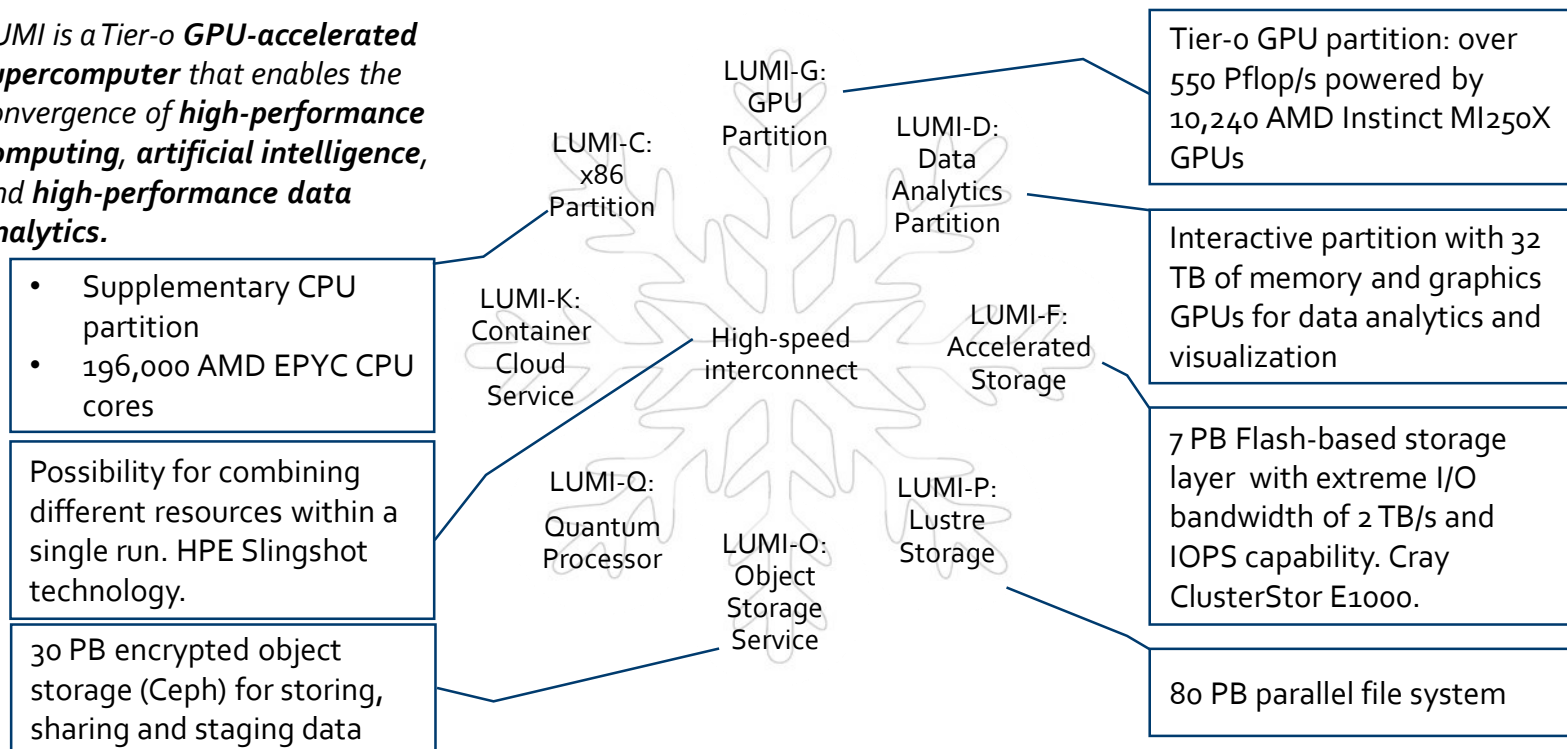 UMI is a Tier-0 GPU-accelerated
upercomputer that enables the
onvergence of high-performance
omputing, artificial intelligence,
nd high-performance data
nalytics.
LUMI-G:
GPU
Partition
LUMI-C:
x86
Partition
LUMI-D:
Data
Analytics
Partition
LUMI-K:
Container
Cloud
Service
High-speed
interconnect
LUMI-F:
Accelerated
Storage
LUMI-Q:
Quantum
Processor
LUMI-O:
Object
Storage
Service
LUMI-P:
Lustre
Storage
• Supplementary CPU
partition
• 196,000 AMD EPYC CPU
cores
Possibility for combining
different resources within a
single run. HPE Slingshot
technology.
30 PB encrypted object
storage (Ceph) for storing,
sharing and staging data
Tier-0 GPU partition: over
550 Pflop/s powered by
10,240 AMD Instinct MI250X
GPUs
Interactive partition with 32
TB of memory and graphics
GPUs for data analytics and
visualization
7 PB Flash-based storage
layer with extreme I/O
bandwidth of 2 TB/s and
IOPS capability. Cray
ClusterStor E1000.
80 PB parallel file system